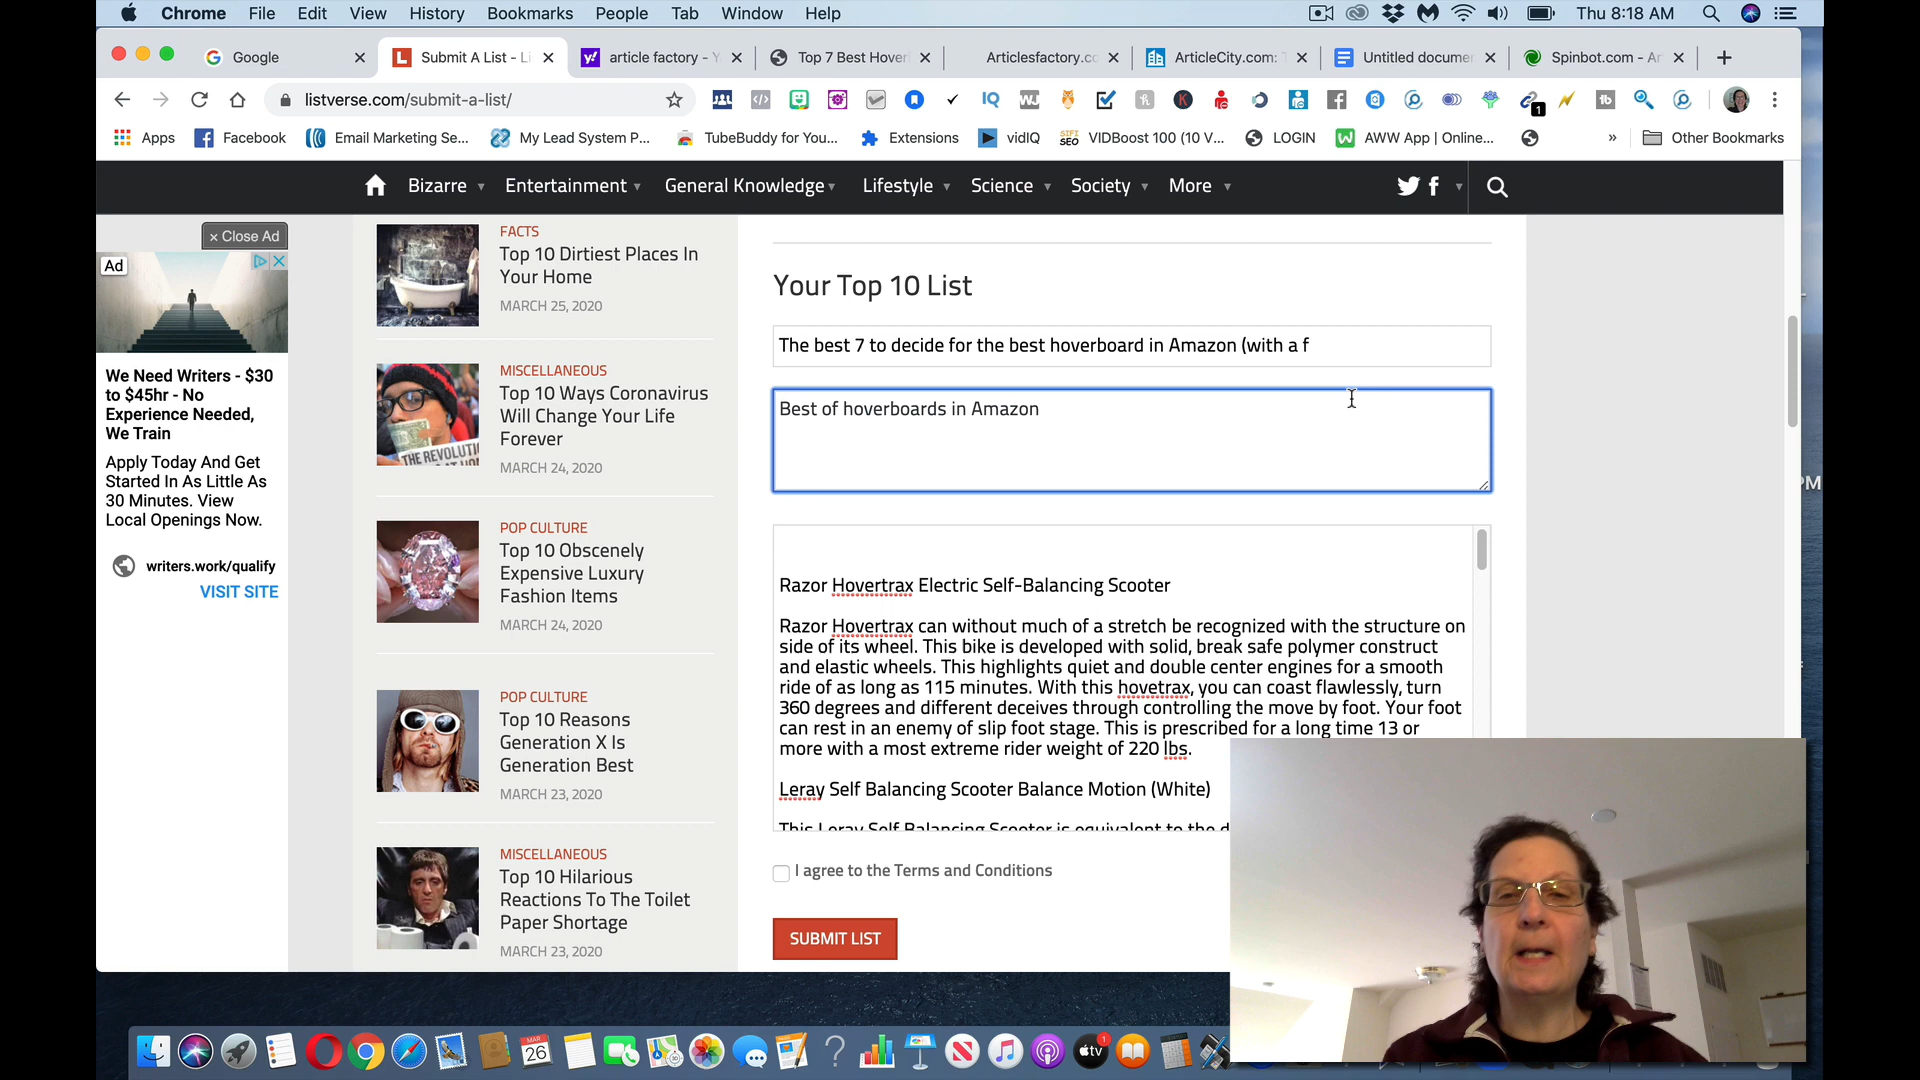 Chrome File Edit View History Bookmarks People Tab Window Help Thu 8:18 AM
Google Submit A List - Li article factory - Y Top 7 Best Hover Articlesfactory.co ArticleCity.com: T Untitled documen Spinbot.com - Ar
listverse.com/submit-a-list/
Apps Facebook Email Marketing Se... My Lead System P... TubeBuddy for You... Extensions vidIQ VIDBoost 100 (10 V... LOGIN AWW App | Online... » Other Bookmarks
Bizarre Entertainment General Knowledge Lifestyle Science Society More
× Close Ad
Ad
We Need Writers - $30
to $45hr - No
Experience Needed,
We Train
Apply Today And Get
Started In As Little As
30 Minutes. View
Local Openings Now.
writers.work/qualify
VISIT SITE
FACTS
Top 10 Dirtiest Places In
Your Home
MARCH 25, 2020
MISCELLANEOUS
Top 10 Ways Coronavirus
Will Change Your Life
Forever
MARCH 24, 2020
POP CULTURE
Top 10 Obscenely
Expensive Luxury
Fashion Items
MARCH 24, 2020
POP CULTURE
Top 10 Reasons
Generation X Is
Generation Best
MARCH 23, 2020
MISCELLANEOUS
Top 10 Hilarious
Reactions To The Toilet
Paper Shortage
MARCH 23, 2020
Your Top 10 List
The best 7 to decide for the best hoverboard in Amazon (with a f
Best of hoverboards in Amazon
Razor Hovertrax Electric Self-Balancing Scooter
Razor Hovertrax can without much of a stretch be recognized with the structure on
side of its wheel. This bike is developed with solid, break safe polymer construct
and elastic wheels. This highlights quiet and double center engines for a smooth
ride of as long as 115 minutes. With this hovetrax, you can coast flawlessly, turn
360 degrees and different deceives through controlling the move by foot. Your foot
can rest in an enemy of slip foot stage. This is prescribed for a long time 13 or
more with a most extreme rider weight of 220 lbs.
Leray Self Balancing Scooter Balance Motion (White)
This Leray Self Balancing Scooter is equivalent to the d
I agree to the Terms and Conditions
SUBMIT LIST
PM
MAR
26
tv